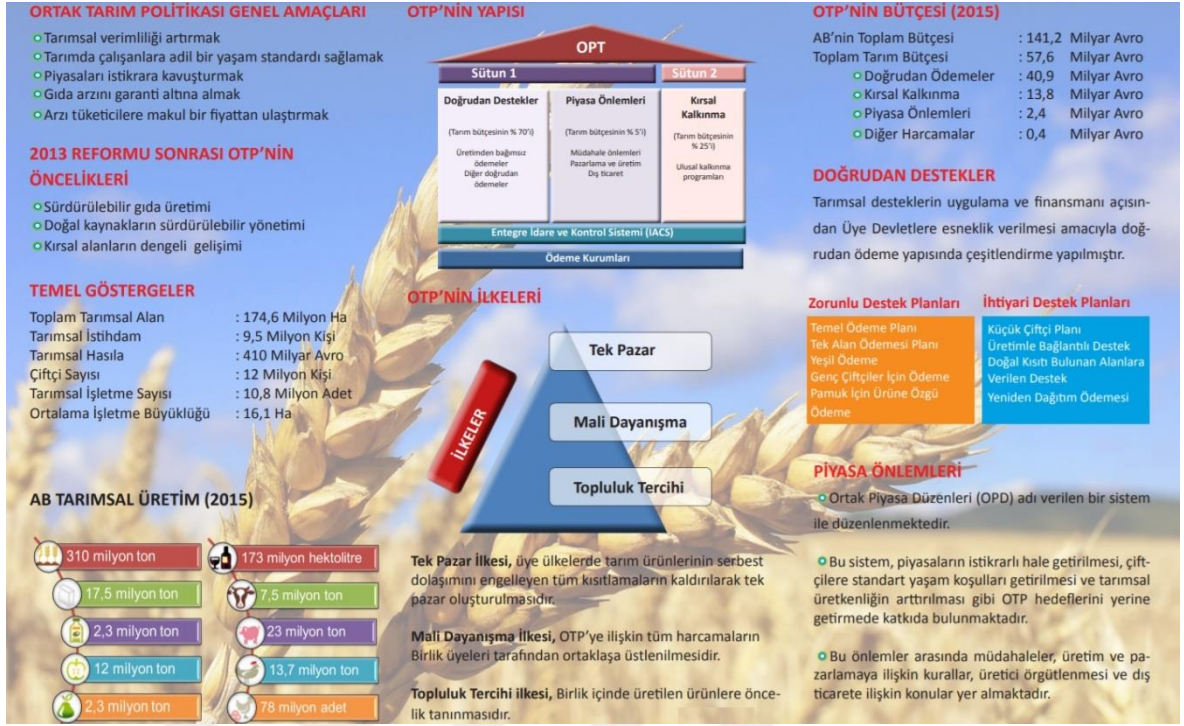 ORTAK TARIM POLİTİKASI GENEL AMAÇLARI
Tarımsal verimliliği artırmak
Tarımda çalışanlara adil bir yaşam standardı sağlamak
Piyasaları istikrara kavuşturmak
Gıda arzını garanti altına almak
Arzı tüketicilere makul bir fiyattan ulaştırmak
2013 REFORMU SONRASI OTP'NİN
ÖNCELİKLERİ
Sürdürülebilir gıda üretimi
Doğal kaynakların sürdürülebilir yönetimi
Kırsal alanların dengeli gelişimi
TEMEL GÖSTERGELER
Toplam Tarımsal Alan : 174,6 Milyon Ha
Tarımsal İstihdam : 9,5 Milyon Kişi
Tarımsal Hasıla : 410 Milyar Avro
Çiftçi Sayısı : 12 Milyon Kişi
Tarımsal İşletme Sayısı : 10,8 Milyon Adet
Ortalama İşletme Büyüklüğü : 16,1 Ha
AB TARIMSAL ÜRETİM (2015)
310 milyon ton
17,5 milyon ton
2,3 milyon ton
12 milyon ton
2,3 milyon ton
173 milyon hektolitre
7,5 milyon ton
23 milyon ton
13,7 milyon ton
78 milyon adet
OTP'NİN YAPISI
OPT
Sütun 1
Sütun 2
Doğrudan Destekler
(Tarım bütçesinin % 70'i)
Üretimden bağımsız
ödemeler
Diğer doğrudan
ödemeler
Piyasa Önlemleri
(Tarım bütçesinin % 5'i)
Müdahale önlemleri
Pazarlama ve üretim
Dış ticaret
Kırsal
Kalkınma
(Tarım bütçesinin
% 25'i)
Ulusal kalkınma
programları
Entegre İdare ve Kontrol Sistemi (IACS)
Ödeme Kurumları
OTP'NİN İLKELERİ
İLKELER
Tek Pazar
Mali Dayanışma
Topluluk Tercihi
Tek Pazar İlkesi, üye ülkelerde tarım ürünlerinin serbest
dolaşımını engelleyen tüm kısıtlamaların kaldırılarak tek
pazar oluşturulmasıdır.
Mali Dayanışma İlkesi, OTP'ye ilişkin tüm harcamaların
Birlik üyeleri tarafından ortaklaşa üstlenilmesidir.
Topluluk Tercihi ilkesi, Birlik içinde üretilen ürünlere önce-
lik tanınmasıdır.
OTP'NİN BÜTÇESİ (2015)
AB'nin Toplam Bütçesi : 141,2 Milyar Avro
Toplam Tarım Bütçesi : 57,6 Milyar Avro
Doğrudan Ödemeler : 40,9 Milyar Avro
Kırsal Kalkınma : 13,8 Milyar Avro
Piyasa Önlemleri : 2,4 Milyar Avro
Diğer Harcamalar : 0,4 Milyar Avro
DOĞRUDAN DESTEKLER
Tarımsal desteklerin uygulama ve finansmanı açısın-
dan Üye Devletlere esneklik verilmesi amacıyla doğ-
rudan ödeme yapısında çeşitlendirme yapılmıştır.
Zorunlu Destek Planları
Temel Ödeme Planı
Tek Alan Ödemesi Planı
Yeşil Ödeme
Genç Çiftçiler İçin Ödeme
Pamuk İçin Ürüne Özgü
Ödeme
İhtiyari Destek Planları
Küçük Çiftçi Planı
Üretimle Bağlantılı Destek
Doğal Kısıtı Bulunan Alanlara
Verilen Destek
Yeniden Dağıtım Ödemesi
PİYASA ÖNLEMLERİ
Ortak Piyasa Düzenleri (OPD) adı verilen bir sistem
ile düzenlenmektedir.
Bu sistem, piyasaların istikrarlı hale getirilmesi, çift-
çilere standart yaşam koşulları getirilmesi ve tarımsal
üretkenliğin arttırılması gibi OTP hedeflerini yerine
getirmede katkıda bulunmaktadır.
Bu önlemler arasında müdahaleler, üretim ve pa-
zarlamaya ilişkin kurallar, üretici örgütlenmesi ve dış
ticarete ilişkin konular yer almaktadır.